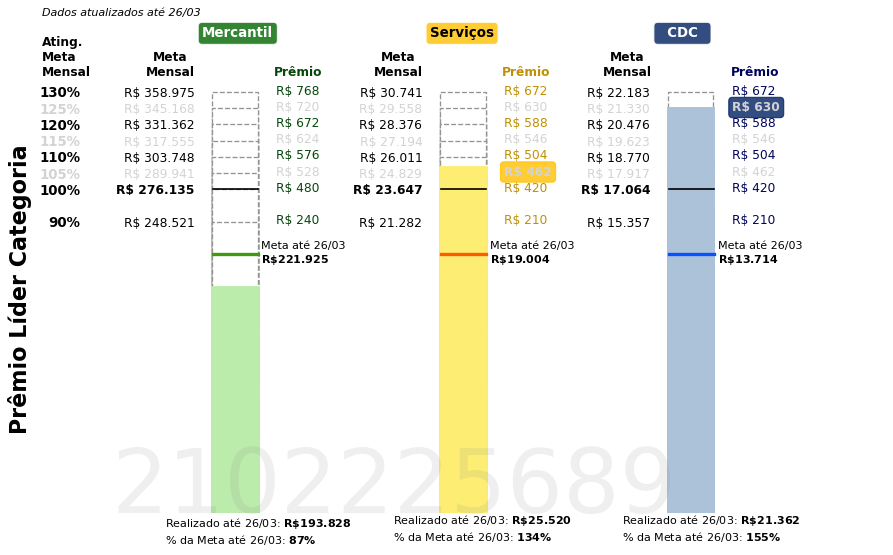 Dados atualizados até 26/03
Mercantil
Serviços
CDC
Ating. Meta Mensal
Meta Mensal
Prêmio
Meta Mensal
Prêmio
Meta Mensal
Prêmio
130% R$ 358.975 R$ 768 R$ 30.741 R$ 672 R$ 22.183 R$ 672
125% R$ 345.168 R$ 720 R$ 29.558 R$ 630 R$ 21.330 R$ 630
120% R$ 331.362 R$ 672 R$ 28.376 R$ 588 R$ 20.476 R$ 588
115% R$ 317.555 R$ 624 R$ 27.194 R$ 546 R$ 19.623 R$ 546
110% R$ 303.748 R$ 576 R$ 26.011 R$ 504 R$ 18.770 R$ 504
105% R$ 289.941 R$ 528 R$ 24.829 R$ 462 R$ 17.917 R$ 462
100% R$ 276.135 R$ 480 R$ 23.647 R$ 420 R$ 17.064 R$ 420
90% R$ 248.521 R$ 240 R$ 21.282 R$ 210 R$ 15.357 R$ 210
Meta até 26/03
R$221.925
Meta até 26/03
R$19.004
Meta até 26/03
R$13.714
Prêmio Líder Categoria
2102225689
Realizado até 26/03: R$193.828
% da Meta até 26/03: 87%
Realizado até 26/03: R$25.520
% da Meta até 26/03: 134%
Realizado até 26/03: R$21.362
% da Meta até 26/03: 155%